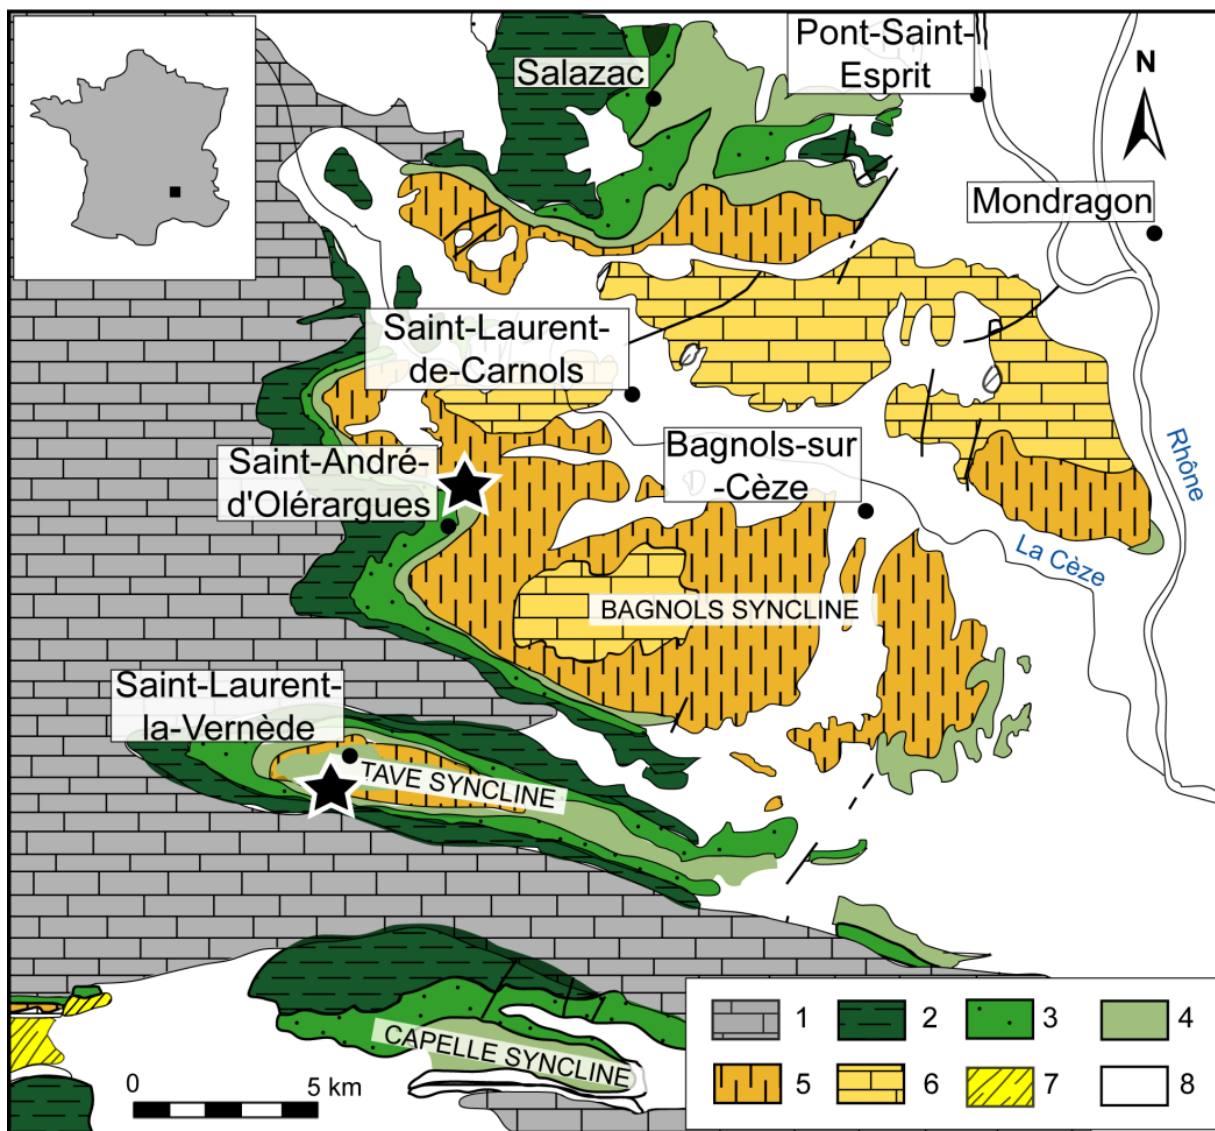 Pont-Saint-
Esprit
Salazac
N
Mondragon
Saint-Laurent-
de-Carnols
Saint-André-
d'Olérargues
Bagnols-sur
-Cèze
Rhône
La Cèze
BAGNOLS SYNCLINE
Saint-Laurent-
la-Vernède
TAVE SYNCLINE
CAPELLE SYNCLINE
0 5 km
1 2 3 4
5 6 7 8